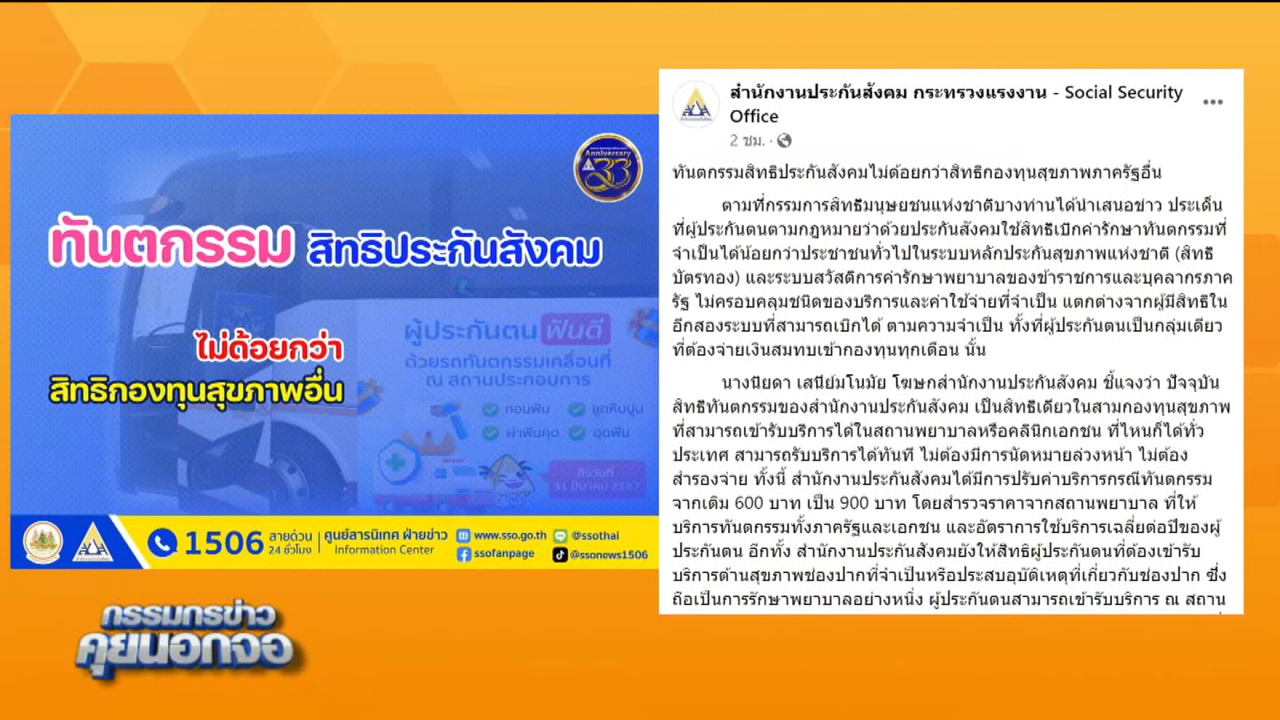 Anniversary
33
ทันตกรรม สิทธิประกันสังคม
ไม่ด้อยกว่า
สิทธิกองทุนสุขภาพอื่น
ผู้ประกันตน ฟันดี
ด้วยรถทันตกรรมเคลื่อนที่
ณ สถานประกอบการ
ถอนฟัน ขูดหินปูน
ผ่าฟันคุด อุดฟัน
ถึงวันที่
31 มีนาคม 2567
1506 สายด่วน 24 ชั่วโมง
ศูนย์สารนิเทศ ฝ่ายข่าว
Information Center
www.sso.go.th @ssothai
ssofanpage @ssonews1506
กรรมกรข่าว
คุยนอกจอ
สำนักงานประกันสังคม กระทรวงแรงงาน - Social Security
Office
2 ชม. ·
ทันตกรรมสิทธิประกันสังคมไม่ด้อยกว่าสิทธิกองทุนสุขภาพภาครัฐอื่น
ตามที่กรรมการสิทธิมนุษยชนแห่งชาติบางท่านได้นำเสนอข่าว ประเด็น
ที่ผู้ประกันตนตามกฎหมายว่าด้วยประกันสังคมใช้สิทธิเบิกค่ารักษาทันตกรรมที่
จำเป็นได้น้อยกว่าประชาชนทั่วไปในระบบหลักประกันสุขภาพแห่งชาติ (สิทธิ
บัตรทอง) และระบบสวัสดิการค่ารักษาพยาบาลของข้าราชการและบุคลากรภาค
รัฐ ไม่ครอบคลุมชนิดของบริการและค่าใช้จ่ายที่จำเป็น แตกต่างจากผู้มีสิทธิใน
อีกสองระบบที่สามารถเบิกได้ ตามความจำเป็น ทั้งที่ผู้ประกันตนเป็นกลุ่มเดียว
ที่ต้องจ่ายเงินสมทบเข้ากองทุนทุกเดือน นั้น
นางนิยดา เสนีย์มโนมัย โฆษกสำนักงานประกันสังคม ชี้แจงว่า ปัจจุบัน
สิทธิทันตกรรมของสำนักงานประกันสังคม เป็นสิทธิเดียวในสามกองทุนสุขภาพ
ที่สามารถเข้ารับบริการได้ในสถานพยาบาลหรือคลินิกเอกชน ที่ไหนก็ได้ทั่ว
ประเทศ สามารถรับบริการได้ทันที ไม่ต้องมีการนัดหมายล่วงหน้า ไม่ต้อง
สำรองจ่าย ทั้งนี้ สำนักงานประกันสังคมได้มีการปรับค่าบริการกรณีทันตกรรม
จากเดิม 600 บาท เป็น 900 บาท โดยสำรวจราคาจากสถานพยาบาล ที่ให้
บริการทันตกรรมทั้งภาครัฐและเอกชน และอัตราการใช้บริการเฉลี่ยต่อปีของผู้
ประกันตน อีกทั้ง สำนักงานประกันสังคมยังให้สิทธิผู้ประกันตนที่ต้องเข้ารับ
บริการด้านสุขภาพช่องปากที่จำเป็นหรือประสบอุบัติเหตุที่เกี่ยวกับช่องปาก ซึ่ง
ถือเป็นการรักษาพยาบาลอย่างหนึ่ง ผู้ประกันตนสามารถเข้ารับบริการ ณ สถาน